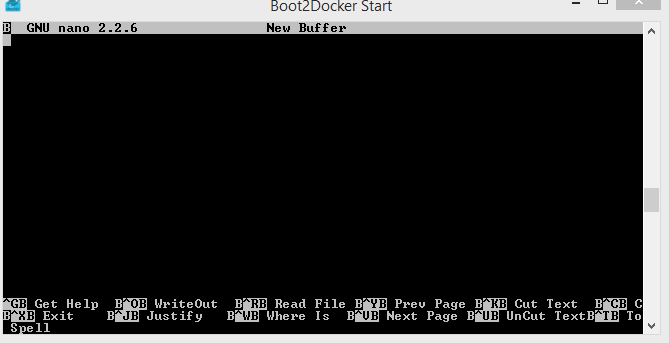 Boot2Docker Start
B GNU nano 2.2.6 New Buffer
^GB Get Help B^OB WriteOut B^RB Read File B^YB Prev Page B^KB Cut Text B^CB C
B^XB Exit B^JB Justify B^WB Where Is B^VB Next Page B^UB UnCut TextB^TB To
Spell